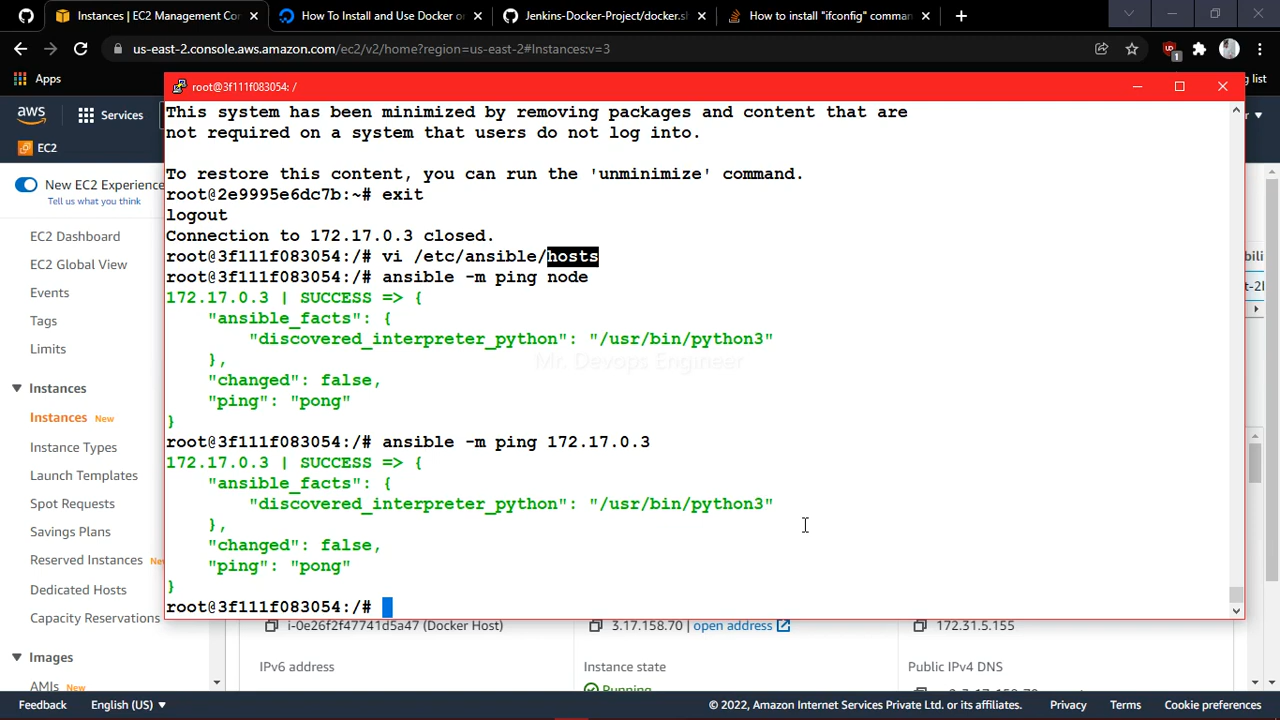 Instances | EC2 Management Co
How To Install and Use Docker o
Jenkins-Docker-Project/docker.s
How to install "ifconfig" comman
us-east-2.console.aws.amazon.com/ec2/v2/home?region=us-east-2#Instances:v=3
1
Apps
g list
root@3f111f083054: /
aws
Services
EC2
New EC2 Experience
Tell us what you think
EC2 Dashboard
EC2 Global View
Events
Tags
Limits
Instances
Instances New
Instance Types
Launch Templates
Spot Requests
Savings Plans
Reserved Instances Ne
Dedicated Hosts
Capacity Reservations
Images
AMIs New
This system has been minimized by removing packages and content that are
not required on a system that users do not log into.
To restore this content, you can run the 'unminimize' command.
root@2e9995e6dc7b:~# exit
logout
Connection to 172.17.0.3 closed.
root@3f111f083054:/# vi /etc/ansible/hosts
root@3f111f083054:/# ansible -m ping node
172.17.0.3 | SUCCESS => {
"ansible_facts": {
"discovered_interpreter_python": "/usr/bin/python3"
},
"changed": false,
"ping": "pong"
}
Mr. Devops Engineer
root@3f111f083054:/# ansible -m ping 172.17.0.3
172.17.0.3 | SUCCESS => {
"ansible_facts": {
"discovered_interpreter_python": "/usr/bin/python3"
},
"changed": false,
"ping": "pong"
}
root@3f111f083054:/#
bili
t-2l
i-0e26f2f47741d5a47 (Docker Host)
3.17.158.70 | open address
172.31.5.155
IPv6 address
Instance state
Public IPv4 DNS
Running
Feedback
English (US)
© 2022, Amazon Internet Services Private Ltd. or its affiliates.
Privacy
Terms
Cookie preferences